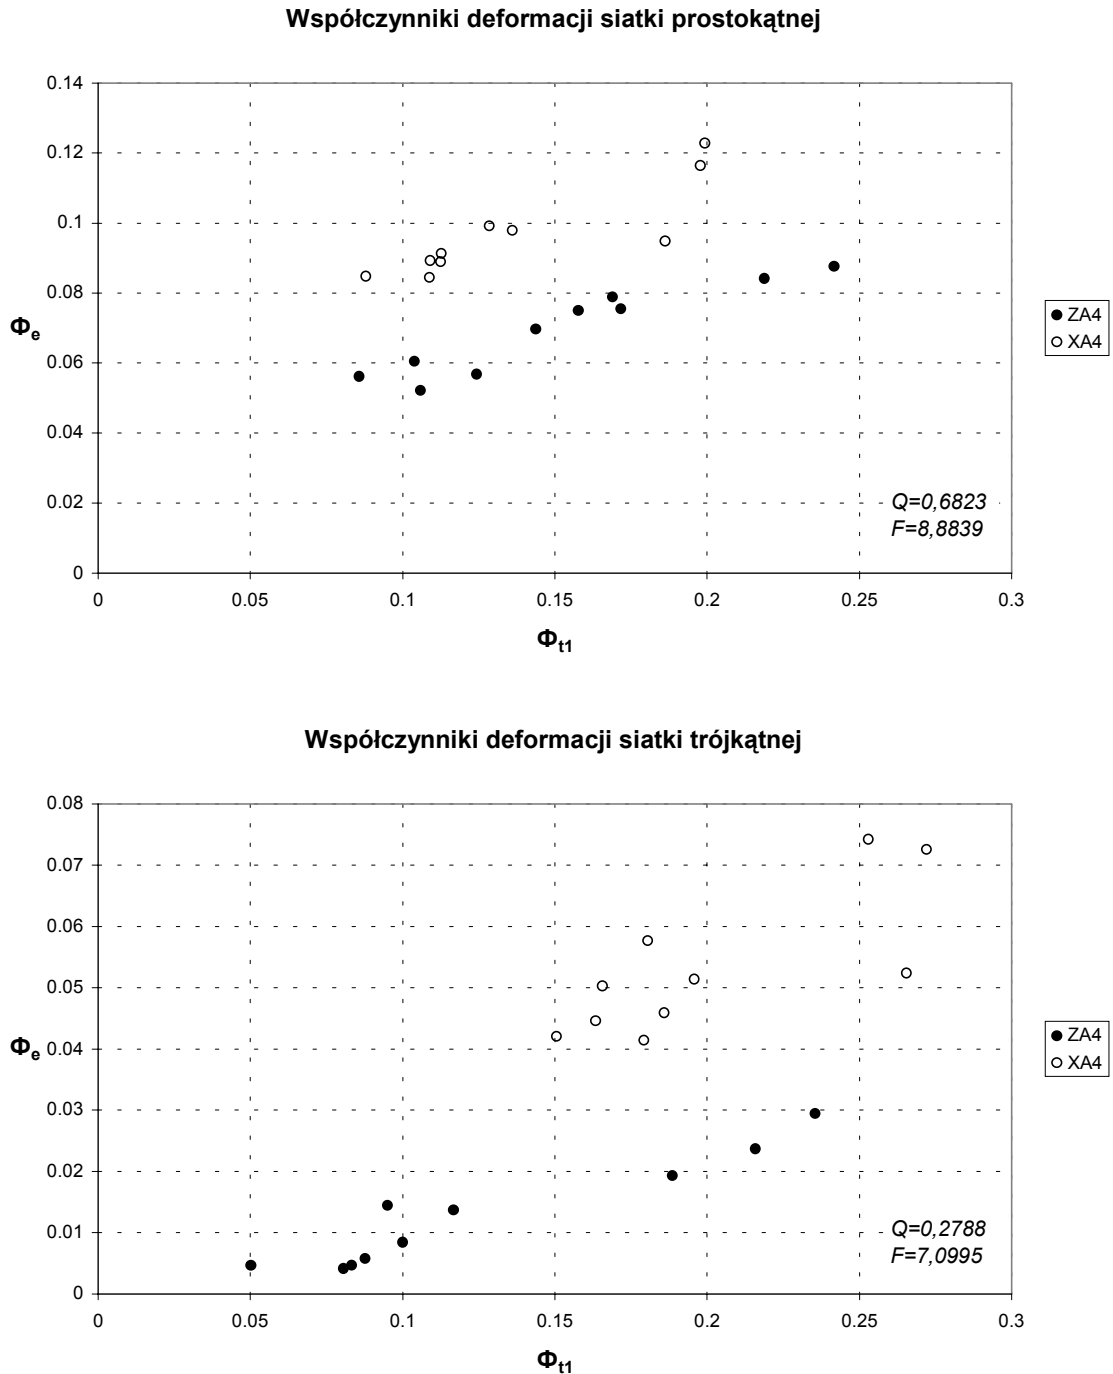 Współczynniki deformacji siatki prostokątnej
0.14
0.12
0.1
0.08
0.06
0.04
0.02
0
Φe
0 0.05 0.1 0.15 0.2 0.25 0.3
Φt1
Q=0,6823
F=8,8839
ZA4
XA4
Współczynniki deformacji siatki trójkątnej
0.08
0.07
0.06
0.05
0.04
0.03
0.02
0.01
0
Φe
0 0.05 0.1 0.15 0.2 0.25 0.3
Φt1
Q=0,2788
F=7,0995
ZA4
XA4